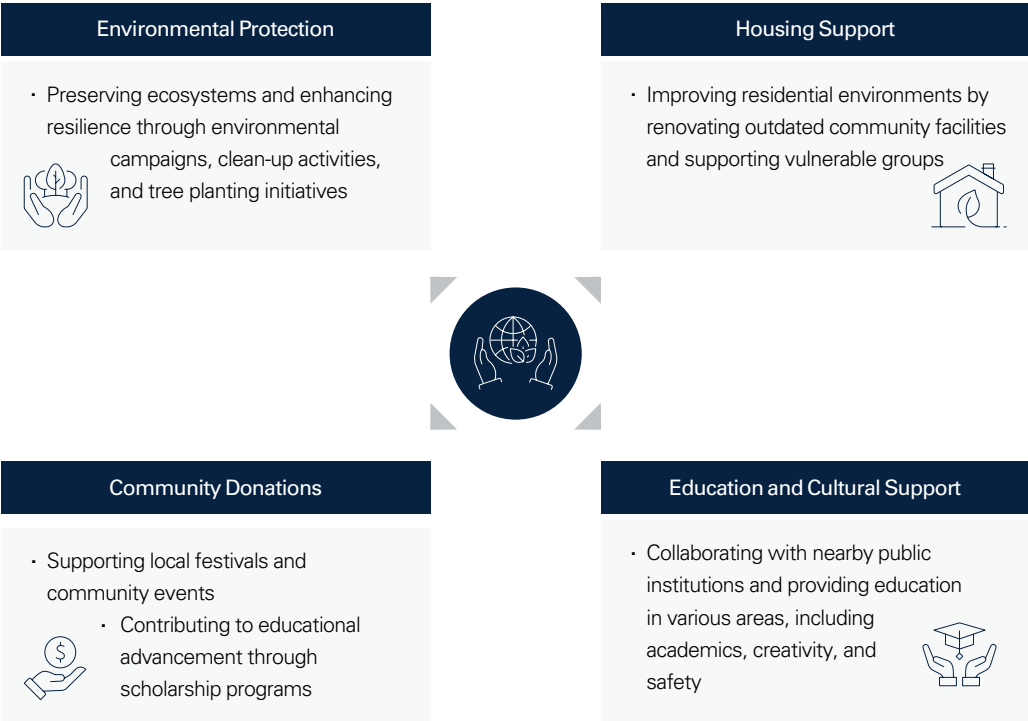 Environmental Protection
· Preserving ecosystems and enhancing
resilience through environmental
campaigns, clean-up activities,
and tree planting initiatives
Housing Support
· Improving residential environments by
renovating outdated community facilities
and supporting vulnerable groups
Community Donations
· Supporting local festivals and
community events
· Contributing to educational
advancement through
scholarship programs
$
Education and Cultural Support
· Collaborating with nearby public
institutions and providing education
in various areas, including
academics, creativity, and
safety